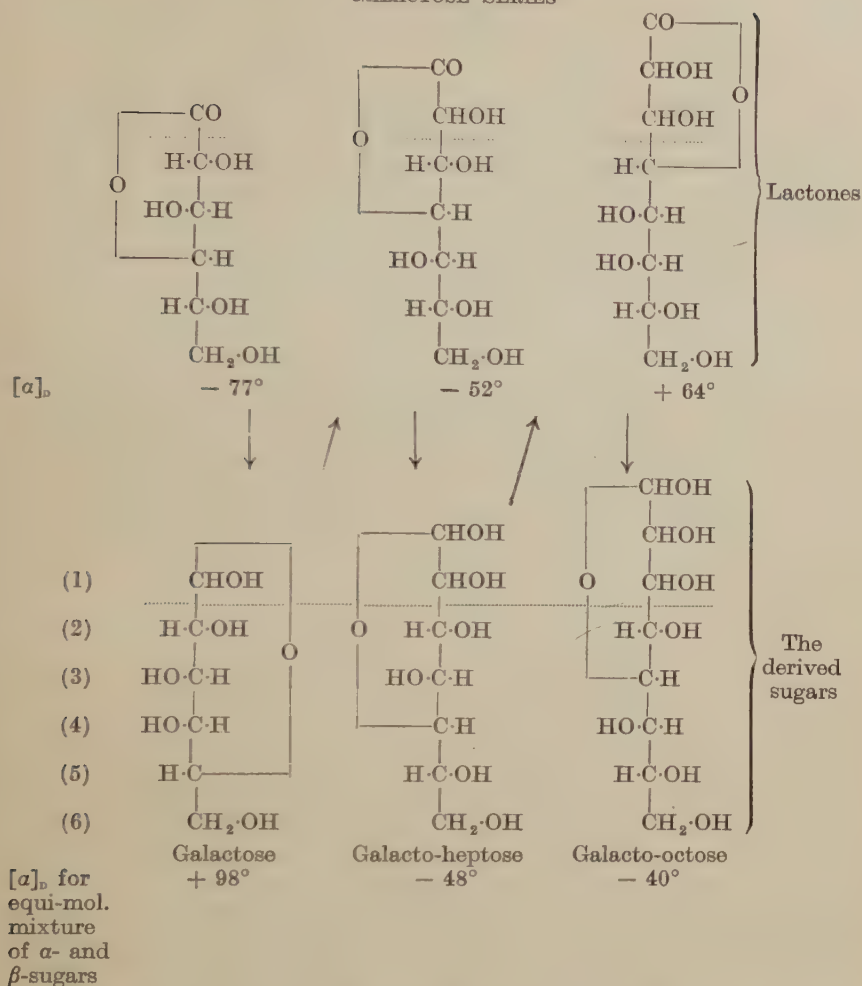 GALACTOSE SERIES
CO
CO CHOH
O
CO CHOH CHOH
O
H·C·OH H·C·OH H·C
O Lactones
HO·C·H C·H HO·C·H
C·H HO·C·H HO·C·H
H·C·OH H·C·OH H·C·OH
CH₂·OH CH₂·OH CH₂·OH
[α]D − 77° − 52° + 64°
CHOH
CHOH CHOH
(1) CHOH CHOH O CHOH
(2) H·C·OH O H·C·OH H·C·OH
O The
(3) HO·C·H HO·C·H C·H derived
sugars
(4) HO·C·H C·H HO·C·H
(5) H·C H·C·OH H·C·OH
(6) CH₂·OH CH₂·OH CH₂·OH
Galactose Galacto-heptose Galacto-octose
[α]D for + 98° − 48° − 40°
equi-mol.
mixture
of α- and
β-sugars